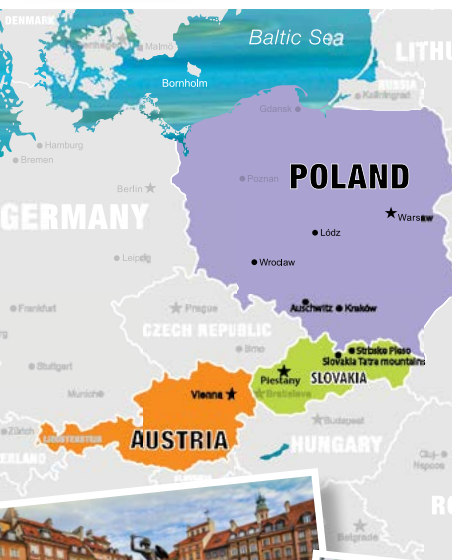 DENMARK
Malmö
Baltic Sea
LITHU
RUSSIA
Kaliningrad
Bornholm
Gdansk
Hamburg
Bremen
Berlin
Poznan
POLAND
Warsaw
GERMANY
Lódz
Leipzig
Wroclaw
Frankfurt
Prague
Auschwitz
Kraków
CZECH REPUBLIC
Brno
Strbske Pleso
Slovakia Tatra mountains
Stuttgart
Piestany
SLOVAKIA
Munich
Vienna
Bratislava
Zürich
LIECHTENSTEIN
AUSTRIA
Budapest
HUNGARY
ERLAND
Cluj-
Napoca
RO
Belgrade